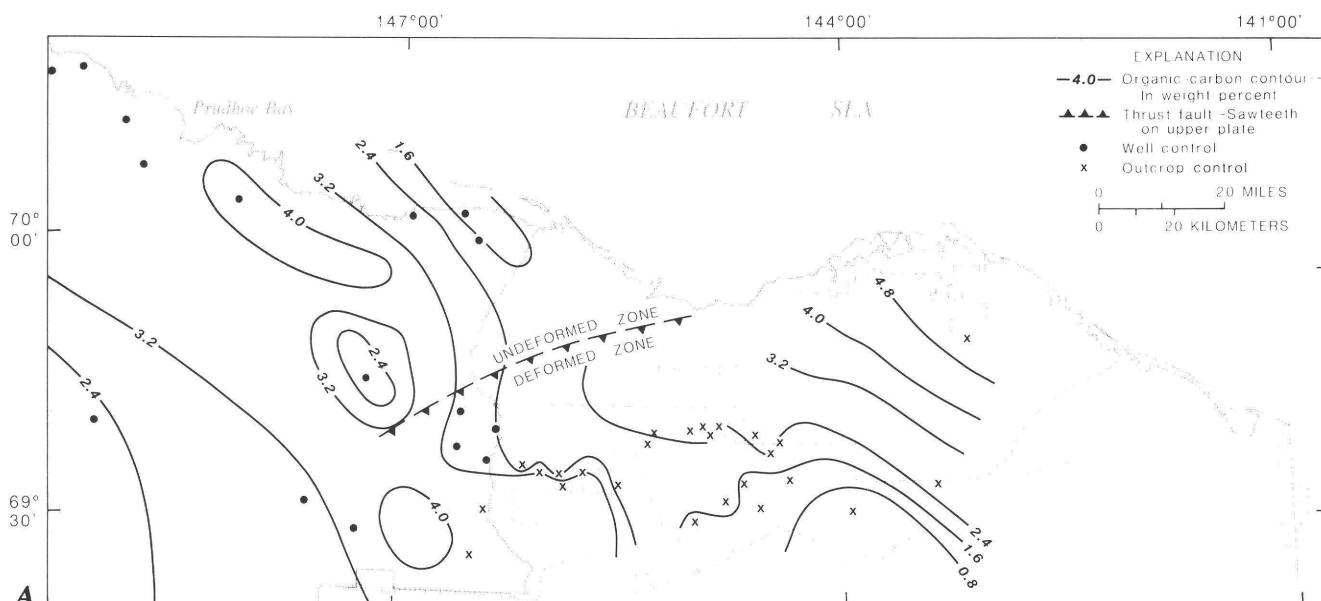 147°00' 144°00' 141°00'
EXPLANATION
—4.0— Organic-carbon contour--
In weight percent
Thrust fault -Sawteeth
on upper plate
● Well control
x Outcrop control
0 20 MILES
0 20 KILOMETERS
Prudhoe Bay
BEAUFORT SEA
70°
00'
2.4
1.6
3.2
4.0
4.8
4.0
3.2
3.2
2.4
3.2
2.4
UNDEFORMED ZONE
DEFORMED ZONE
69°
30'
4.0
2.4
1.6
0.8
A